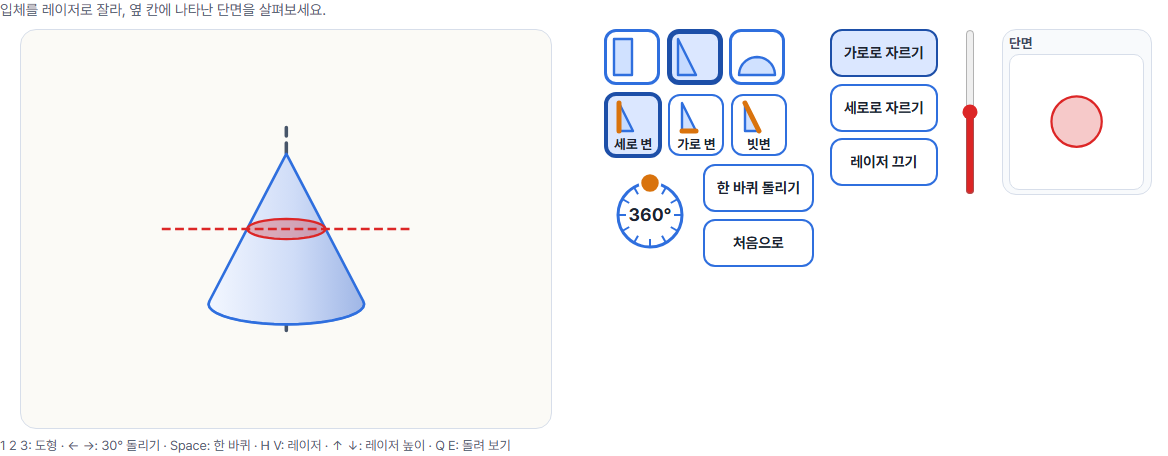 입체를 레이저로 잘라, 옆 칸에 나타난 단면을 살펴보세요.
세로 변
가로 변
빗변
360°
한 바퀴 돌리기
처음으로
가로로 자르기
세로로 자르기
레이저 끄기
단면
1 2 3: 도형 · ← →: 30° 돌리기 · Space: 한 바퀴 · H V: 레이저 · ↑ ↓: 레이저 높이 · Q E: 돌려 보기